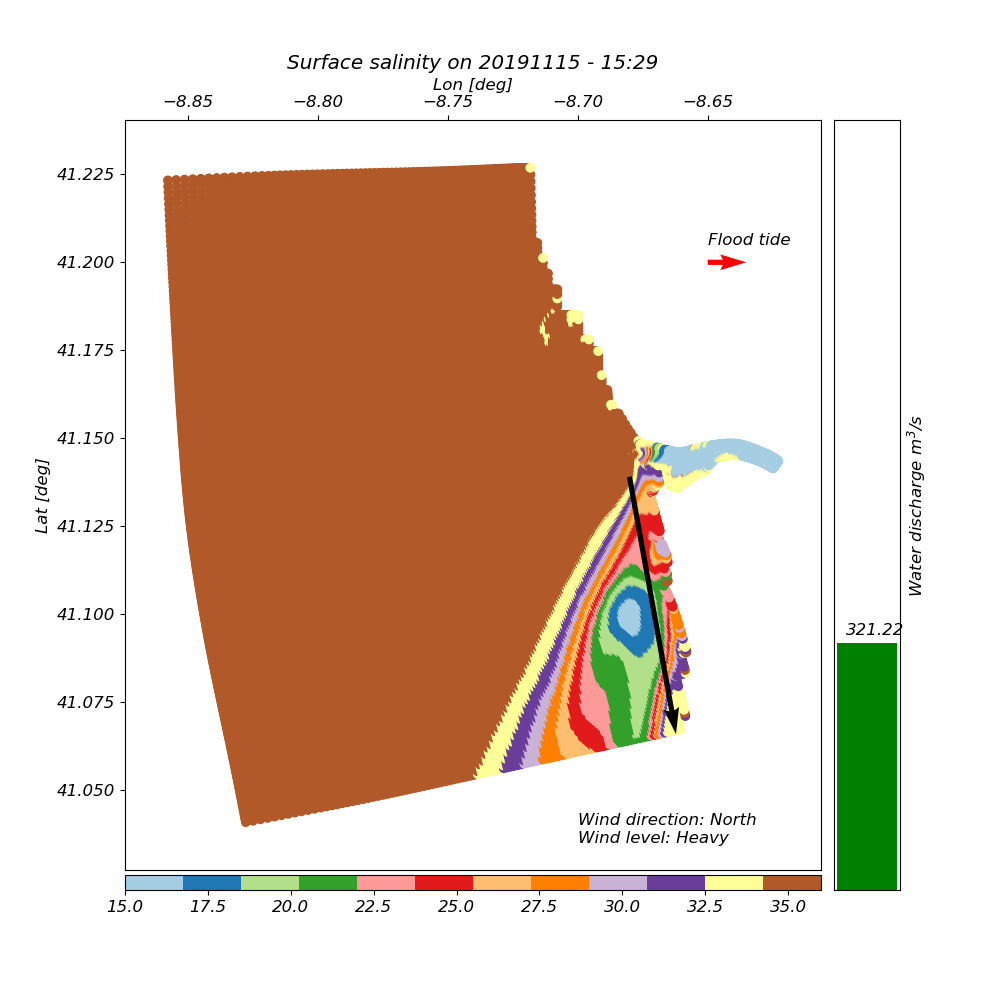 Surface salinity on 20191115 - 15:29
Lon [deg]
−8.85 −8.80 −8.75 −8.70 −8.65
41.225
41.200
41.175
41.150
41.125
41.100
41.075
41.050
Lat [deg]
Flood tide
Wind direction: North
Wind level: Heavy
321.22
Water discharge m³/s
15.0 17.5 20.0 22.5 25.0 27.5 30.0 32.5 35.0